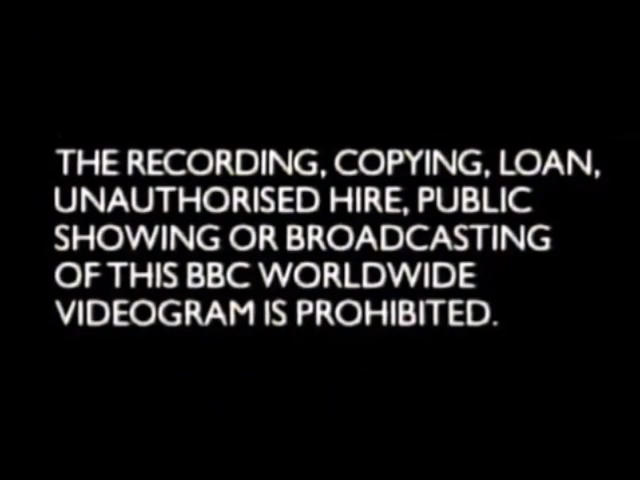 THE RECORDING, COPYING, LOAN,
UNAUTHORISED HIRE, PUBLIC
SHOWING OR BROADCASTING
OF THIS BBC WORLDWIDE
VIDEOGRAM IS PROHIBITED.